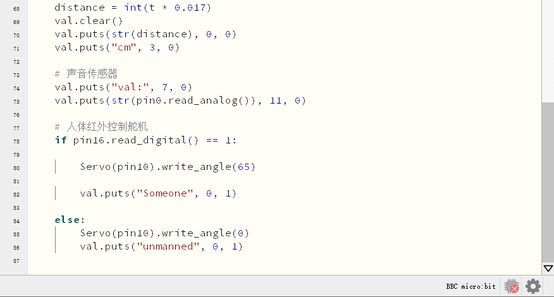 68 distance = int(t * 0.017)
69 val.clear()
70 val.puts(str(distance), 0, 0)
71 val.puts("cm", 3, 0)
72
73 # 声音传感器
74 val.puts("val:", 7, 0)
75 val.puts(str(pin0.read_analog()), 11, 0)
76
77 # 人体红外控制舵机
78 if pin16.read_digital() == 1:
79
80 Servo(pin10).write_angle(65)
81
82 val.puts("Someone", 0, 1)
83
84 else:
85 Servo(pin10).write_angle(0)
86 val.puts("unmanned", 0, 1)
87
BBC micro:bit